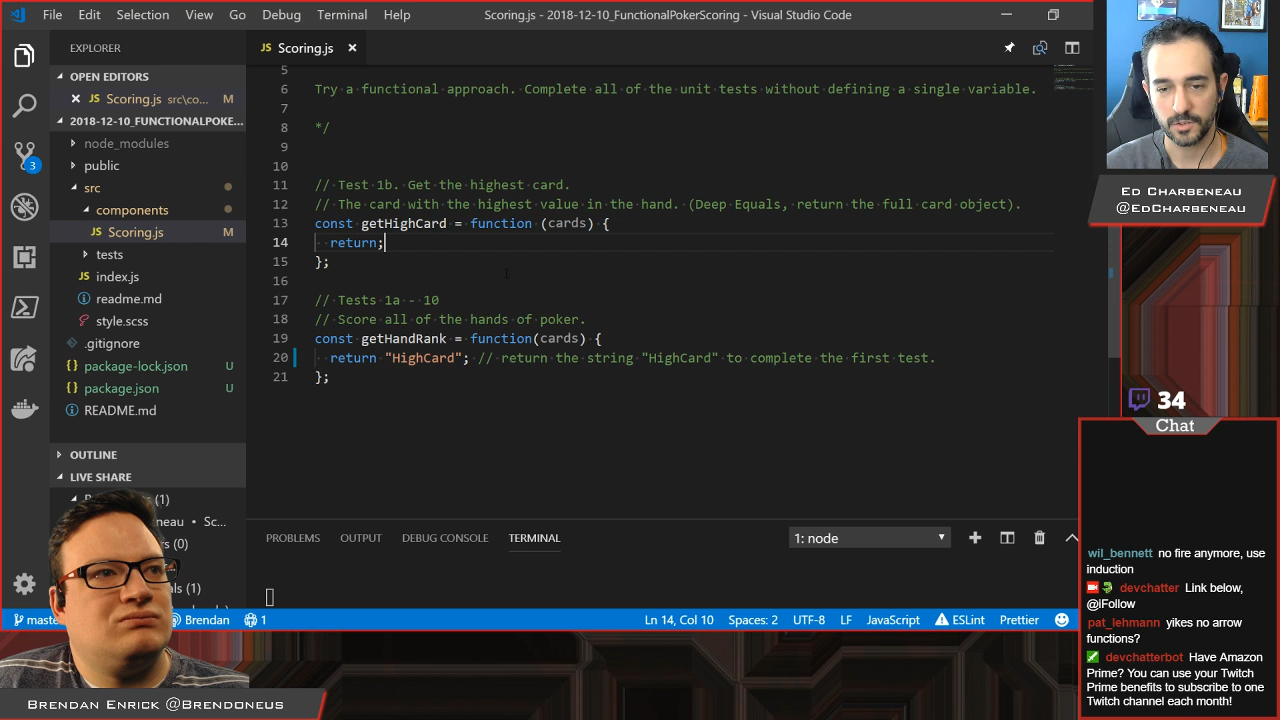 File Edit Selection View Go Debug Terminal Help
Scoring.js - 2018-12-10_FunctionalPokerScoring - Visual Studio Code
EXPLORER
OPEN EDITORS
JS Scoring.js src\co... M
2018-12-10_FUNCTIONALPOKE...
node_modules
public
src
components
JS Scoring.js M
tests
JS index.js
readme.md
style.scss
.gitignore
{} package-lock.json U
{} package.json U
README.md
OUTLINE
LIVE SHARE
(1)
neau • Sc...
rs (0)
als (1)
3
JS Scoring.js
5
6 Try a functional approach. Complete all of the unit tests without defining a single variable.
7
8 */
9
10
11 // Test 1b. Get the highest card.
12 // The card with the highest value in the hand. (Deep Equals, return the full card object).
13 const getHighCard = function (cards) {
14 return;
15 };
16
17 // Tests 1a - 10
18 // Score all of the hands of poker.
19 const getHandRank = function(cards) {
20 return "HighCard"; // return the string "HighCard" to complete the first test.
21 };
PROBLEMS OUTPUT DEBUG CONSOLE TERMINAL
1: node
Brendan 1
Ln 14, Col 10 Spaces: 2 UTF-8 LF JavaScript ESLint Prettier
Ed Charbeneau
@EdCharbeneau
34
Chat
wil_bennett no fire anymore, use
induction
devchatter Link below,
@iFollow
pat_lehmann yikes no arrow
functions?
devchatterbot Have Amazon
Prime? You can use your Twitch
Prime benefits to subscribe to one
Twitch channel each month!
Brendan Enrick @Brendoneus